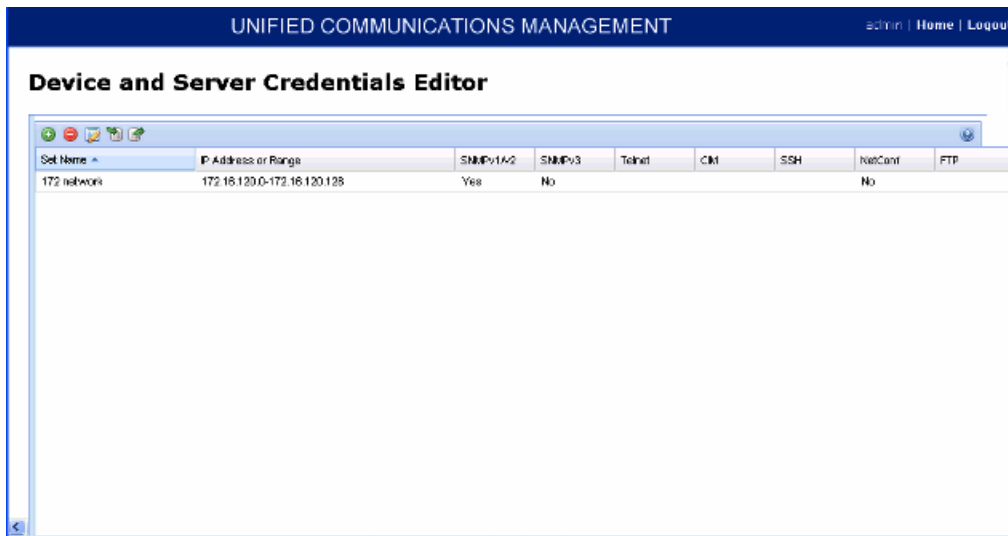 UNIFIED COMMUNICATIONS MANAGEMENT admin | Home | Logout
Device and Server Credentials Editor
Set Name IP Address or Range SNMPv1/v2 SNMPv3 Telnet CIM SSH NetConf FTP
172 network 172.16.120.0-172.16.120.128 Yes No No